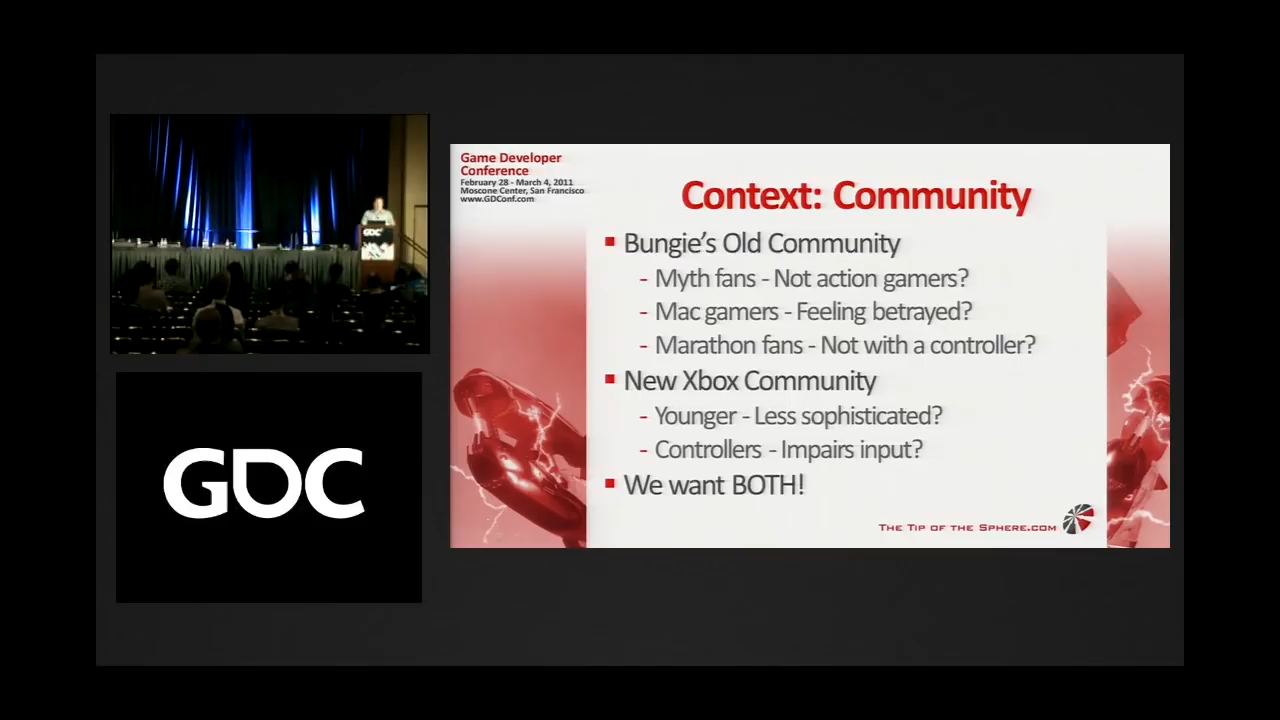 GDC
GDC
Game Developer
Conference
February 28 - March 4, 2011
Moscone Center, San Francisco
www.GDConf.com
Context: Community
Bungie's Old Community
- Myth fans - Not action gamers?
- Mac gamers - Feeling betrayed?
- Marathon fans - Not with a controller?
New Xbox Community
- Younger - Less sophisticated?
- Controllers - Impairs input?
We want BOTH!
The Tip of the Sphere.com